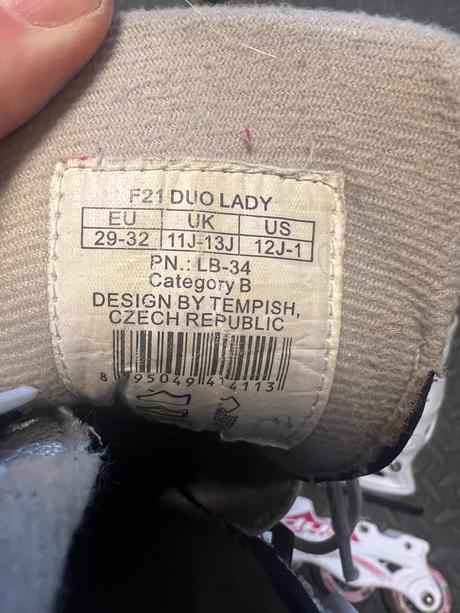 F21 DUO LADY
EU UK US
29-32 11J-13J 12J-1
PN.: LB-34
Category B
DESIGN BY TEMPISH,
CZECH REPUBLIC